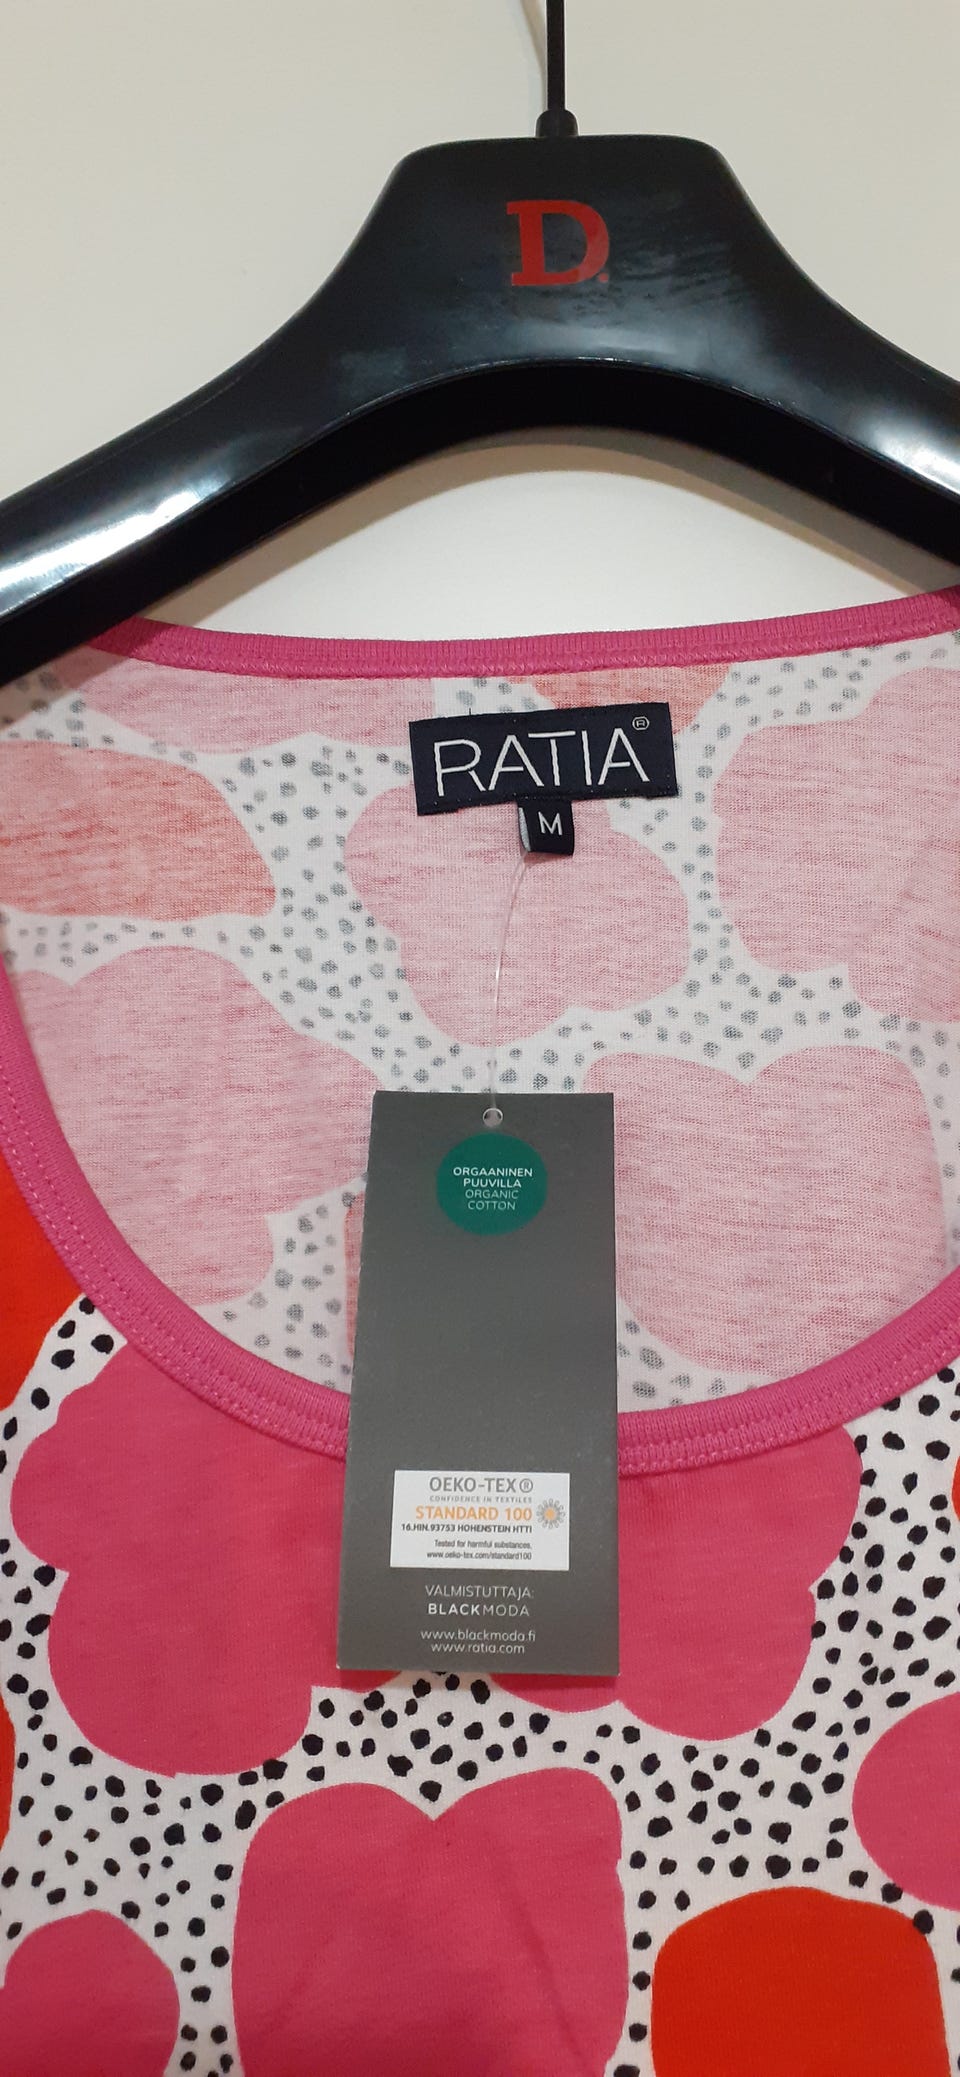 D.
RATIA®
M
ORGAANINEN
PUUVILLA
ORGANIC
COTTON
OEKO-TEX®
CONFIDENCE IN TEXTILES
STANDARD 100
16.HIN.93753 HOHENSTEIN HTTI
Tested for harmful substances.
www.oeko-tex.com/standard100
VALMISTUTTAJA:
BLACKMODA
www.blackmoda.fi
www.ratia.com